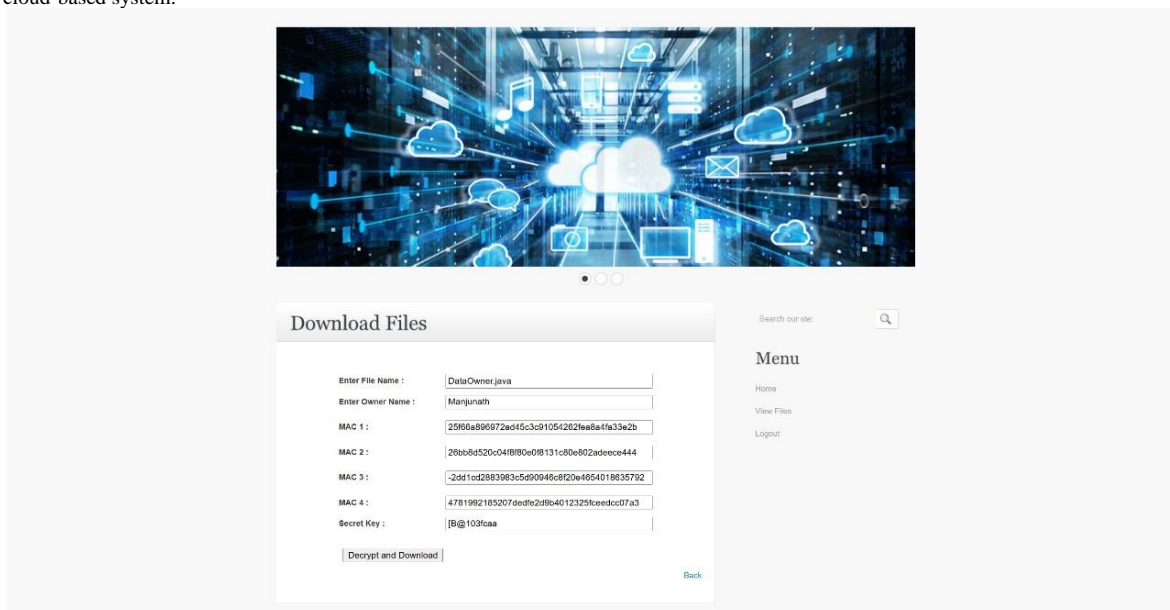 cloud-based system.
Download Files
Enter File Name : DataOwner.java
Enter Owner Name : Manjunath
MAC 1 : 25f66a896972ad45c3c91054262fea8a4fa33e2b
MAC 2 : 26bb8d520c04f8f80e0f8131c80e802adeece444
MAC 3 : -2dd1cd2883983c5d90946c8f20e4654018635792
MAC 4 : 4781992185207dedfe2d9b4012325fceedcc07a3
Secret Key : [B@103fcaa
Decrypt and Download
Back
Search our site:
Menu
Home
View Files
Logout